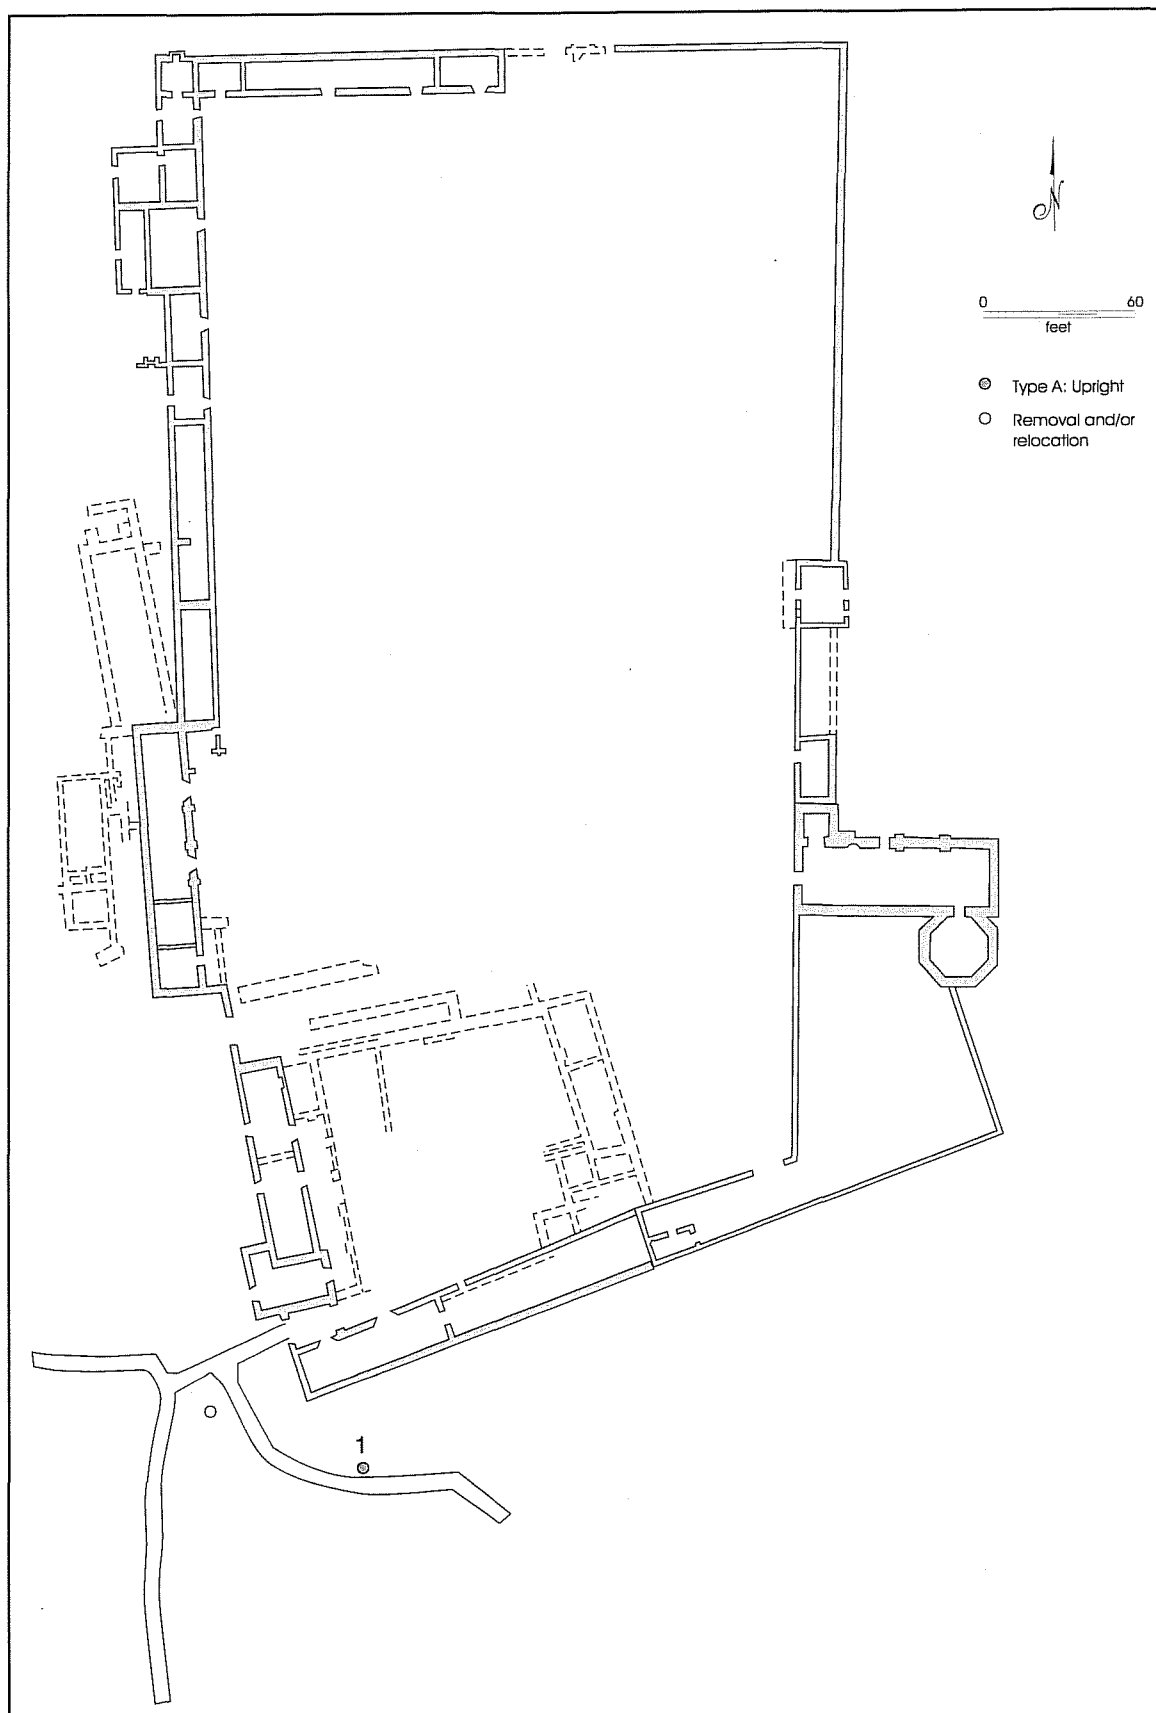 N
0 60
feet
Type A: Upright
Removal and/or
relocation
1